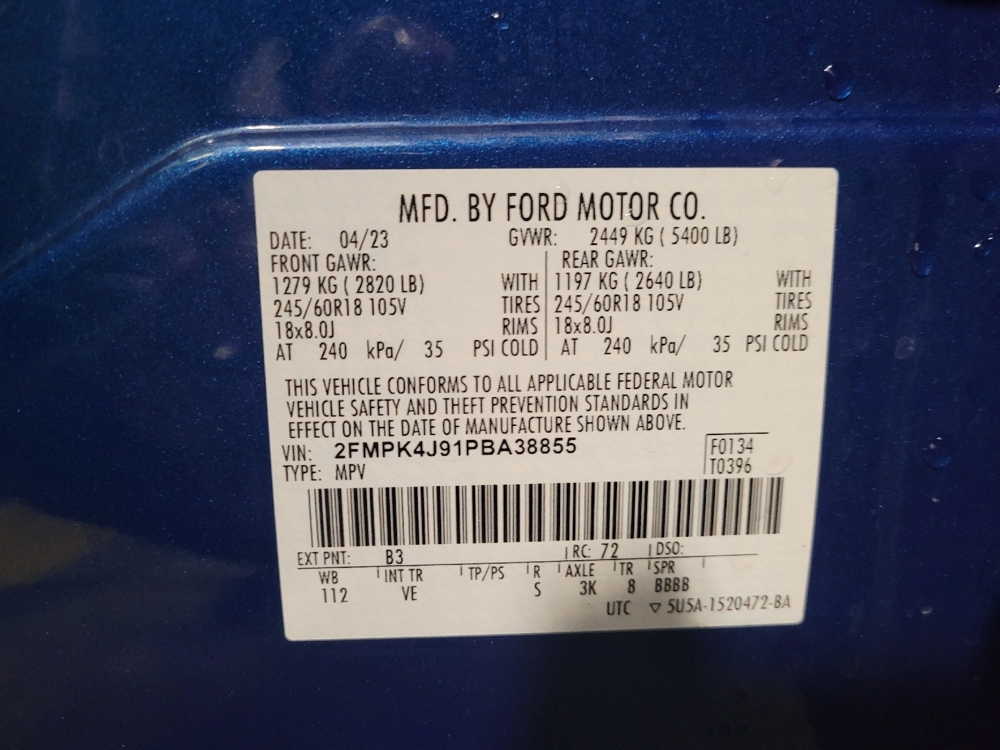 MFD. BY FORD MOTOR CO.
DATE: 04/23 GVWR: 2449 KG ( 5400 LB)
FRONT GAWR: REAR GAWR:
1279 KG ( 2820 LB) WITH 1197 KG ( 2640 LB) WITH
245/60R18 105V TIRES 245/60R18 105V TIRES
18x8.0J RIMS 18x8.0J RIMS
AT 240 kPa/ 35 PSI COLD AT 240 kPa/ 35 PSI COLD
THIS VEHICLE CONFORMS TO ALL APPLICABLE FEDERAL MOTOR
VEHICLE SAFETY AND THEFT PREVENTION STANDARDS IN
EFFECT ON THE DATE OF MANUFACTURE SHOWN ABOVE.
VIN: 2FMPK4J91PBA38855 F0134
TYPE: MPV T0396
EXT PNT: B3 RC: 72 DSO:
WB INT TR TP/PS R AXLE TR SPR
112 VE S 3K 8 BBBB
UTC ▽ 5U5A-1520472-BA